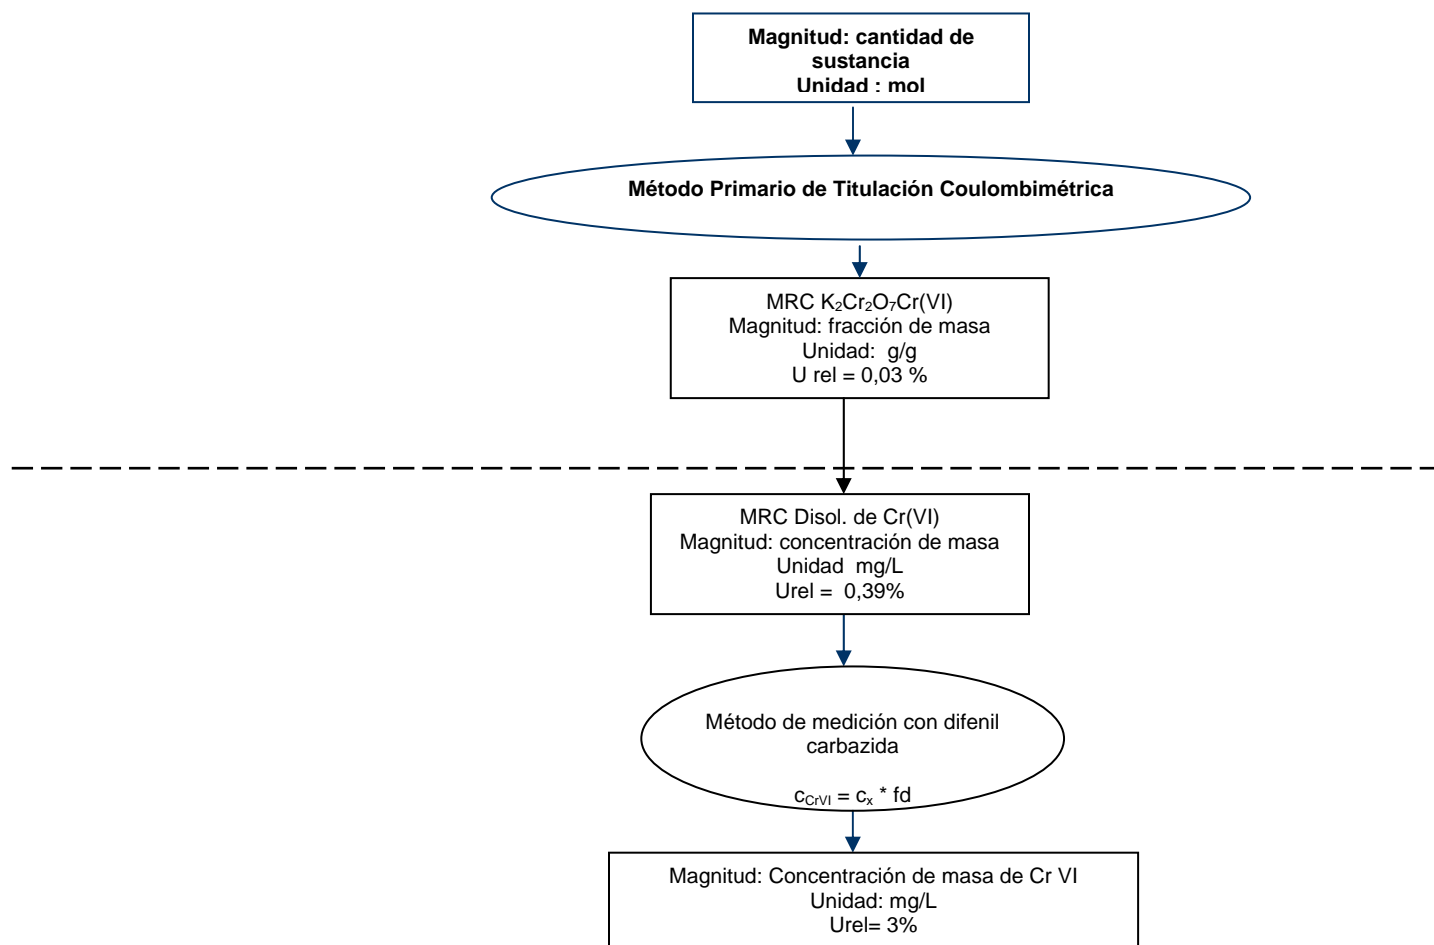 Magnitud: cantidad de
sustancia
Unidad : mol
Método Primario de Titulación Coulombimétrica
MRC K₂Cr₂O₇Cr(VI)
Magnitud: fracción de masa
Unidad:  g/g
U rel = 0,03 %
MRC Disol. de Cr(VI)
Magnitud: concentración de masa
Unidad  mg/L
Urel =  0,39%
Método de medición con difenil
carbazida
c_CrVI = cₓ * fd
Magnitud: Concentración de masa de Cr VI
Unidad: mg/L
Urel= 3%